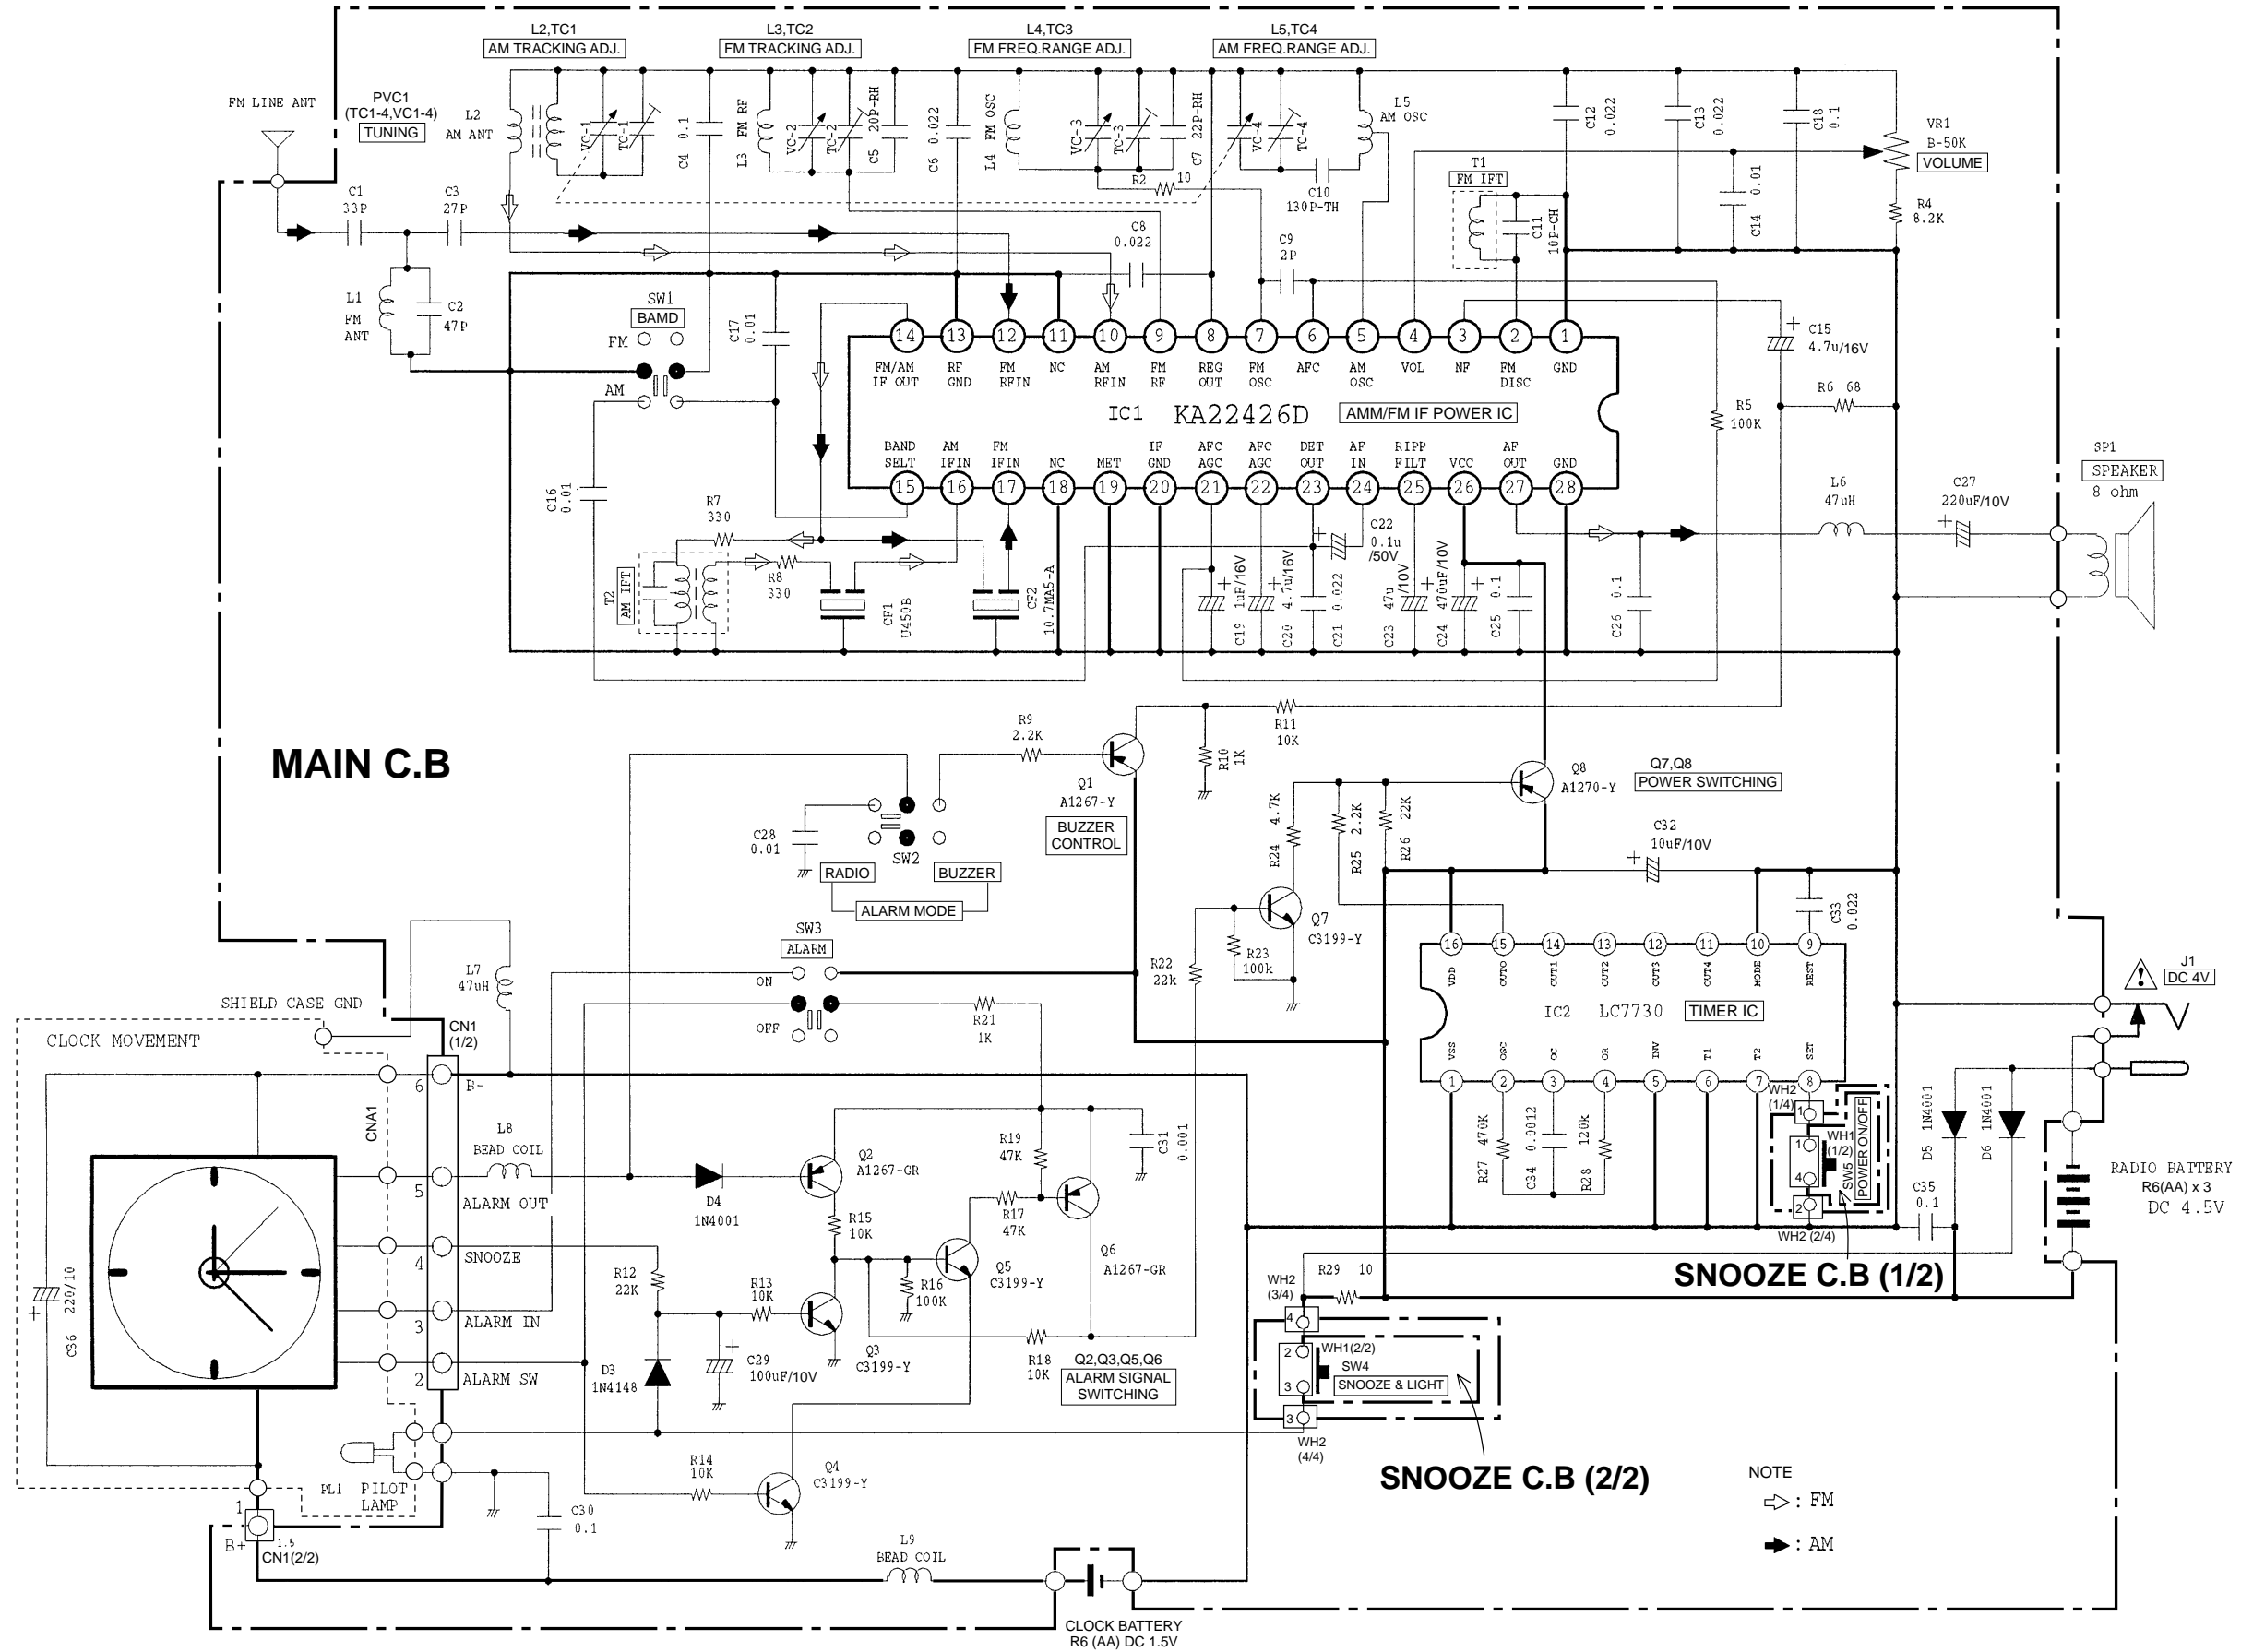 L2,TC1
AM TRACKING ADJ.
L3,TC2
FM TRACKING ADJ.
L4,TC3
FM FREQ.RANGE ADJ.
L5,TC4
AM FREQ.RANGE ADJ.
FM LINE ANT
PVC1
(TC1-4,VC1-4)
TUNING
L2
AM ANT
VC-1
TC-1
C4 0.1
L3 FM RF
VC-2
TC-2
C5 20P-RH
C6 0.022
L4 FM OSC
VC-3
TC-3
C7 22P-RH
R2 10
VC-4
TC-4
C10
130P-TH
L5
AM OSC
C12
0.022
C13
0.022
C18
0.1
VR1
B-50K
VOLUME
C14 0.01
R4
8.2K
T1
FM IFT
C11
10P-CH
C1
33P
C3
27P
C8
0.022
C9
2P
L1
FM
ANT
C2
47P
SW1
BAMD
FM
AM
C17
0.01
14
13
12
11
10
9
8
7
6
5
4
3
2
1
FM/AM
IF OUT
RF
GND
FM
RFIN
NC
AM
RFIN
FM
RF
REG
OUT
FM
OSC
AFC
AM
OSC
VOL
NF
FM
DISC
GND
IC1 KA22426D
AMM/FM IF POWER IC
C15
4.7u/16V
R6 68
R5
100K
BAND
SELT
AM
IFIN
FM
IFIN
NC
MET
IF
GND
AFC
AGC
AFC
AGC
DET
OUT
AF
IN
RIPP
FILT
VCC
AF
OUT
GND
15
16
17
18
19
20
21
22
23
24
25
26
27
28
SP1
SPEAKER
8 ohm
C16
0.01
R7
330
R8
330
T2
AM IFT
CF1
U450B
CF2
10.7MA5-A
C19 1uF/16V
C20 4.7u/16V
C21 0.022
C22
0.1u
/50V
C23 47u
/10V
C24 470uF/10V
C25 0.1
C26 0.1
L6
47uH
C27
220uF/10V
MAIN C.B
R9
2.2K
Q1
A1267-Y
BUZZER
CONTROL
R10
1K
R11
10K
R24 4.7K
R25 2.2K
R26 22K
Q8
A1270-Y
Q7,Q8
POWER SWITCHING
C32
10uF/10V
C28
0.01
SW2
RADIO
BUZZER
ALARM MODE
Q7
C3199-Y
R23
100k
R22
22k
C33
0.022
SW3
ALARM
ON
OFF
R21
1K
L7
47uH
16
15
14
13
12
11
10
9
VDD
OUT0
OUT1
OUT2
OUT3
OUT4
MODE
REST
IC2 LC7730
TIMER IC
VSS
OSC
OC
OR
INV
T1
T2
SET
1
2
3
4
5
6
7
8
J1
DC 4V
SHIELD CASE GND
CLOCK MOVEMENT
CN1
(1/2)
CNA1
6
B-
5
ALARM OUT
4
SNOOZE
3
ALARM IN
2
ALARM SW
L8
BEAD COIL
D4
1N4001
Q2
A1267-GR
R15
10K
R19
47K
R17
47K
Q6
A1267-GR
C31
0.001
Q5
C3199-Y
R16
100K
R12
22K
R13
10K
D3
1N4148
C29
100uF/10V
Q3
C3199-Y
R18
10K
Q2,Q3,Q5,Q6
ALARM SIGNAL
SWITCHING
R27 470K
C34 0.0012
R28 120k
WH2
(1/4)
1
WH1
(1/2)
1
4
2
WH2 (2/4)
SW5
POWER ON/OFF
D5 1N4001
D6 1N4001
C35
0.1
RADIO BATTERY
R6(AA) x 3
DC 4.5V
SNOOZE C.B (1/2)
R29 10
WH2
(3/4)
4
2
3
3
WH1(2/2)
SW4
SNOOZE & LIGHT
WH2
(4/4)
SNOOZE C.B (2/2)
C36 220/10
R14
10K
Q4
C3199-Y
PL1 PILOT
LAMP
C30
0.1
1
B+
1.5
CN1(2/2)
L9
BEAD COIL
CLOCK BATTERY
R6 (AA) DC 1.5V
NOTE
: FM
: AM